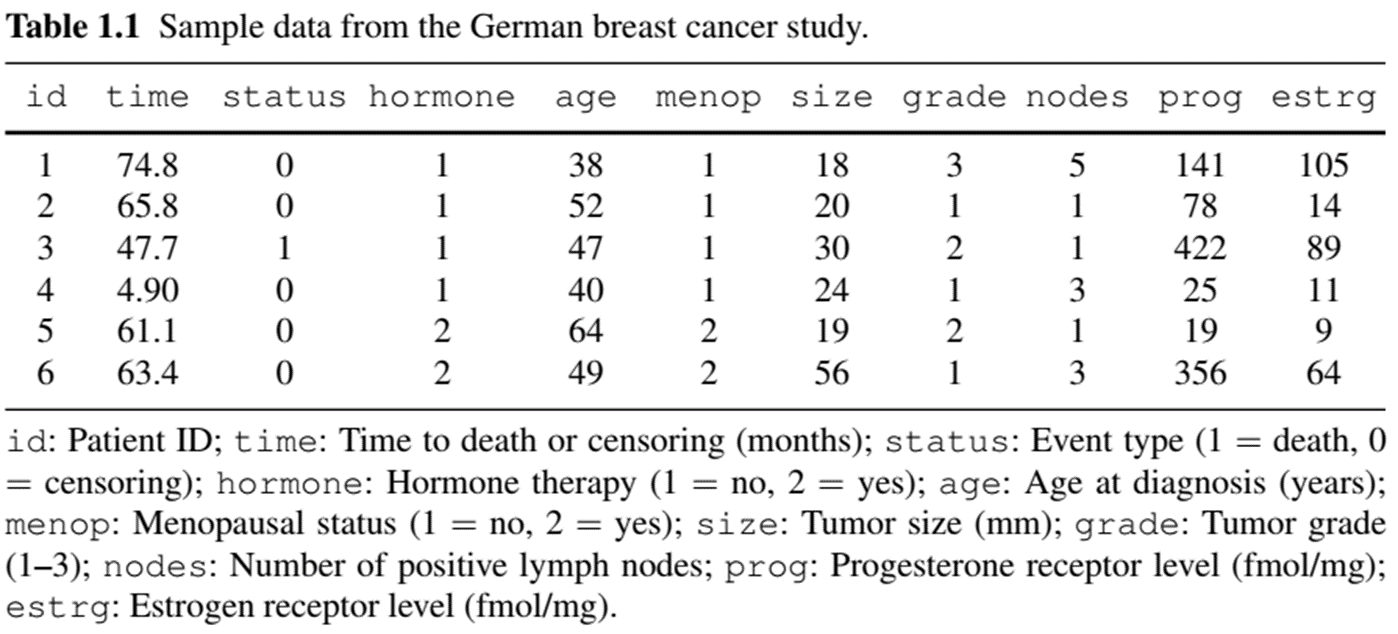 Table 1.1 Sample data from the German breast cancer study.
id time status hormone age menop size grade nodes prog estrg
1 74.8 0 1 38 1 18 3 5 141 105
2 65.8 0 1 52 1 20 1 1 78 14
3 47.7 1 1 47 1 30 2 1 422 89
4 4.90 0 1 40 1 24 1 3 25 11
5 61.1 0 2 64 2 19 2 1 19 9
6 63.4 0 2 49 2 56 1 3 356 64
id: Patient ID; time: Time to death or censoring (months); status: Event type (1 = death, 0
= censoring); hormone: Hormone therapy (1 = no, 2 = yes); age: Age at diagnosis (years);
menop: Menopausal status (1 = no, 2 = yes); size: Tumor size (mm); grade: Tumor grade
(1–3); nodes: Number of positive lymph nodes; prog: Progesterone receptor level (fmol/mg);
estrg: Estrogen receptor level (fmol/mg).